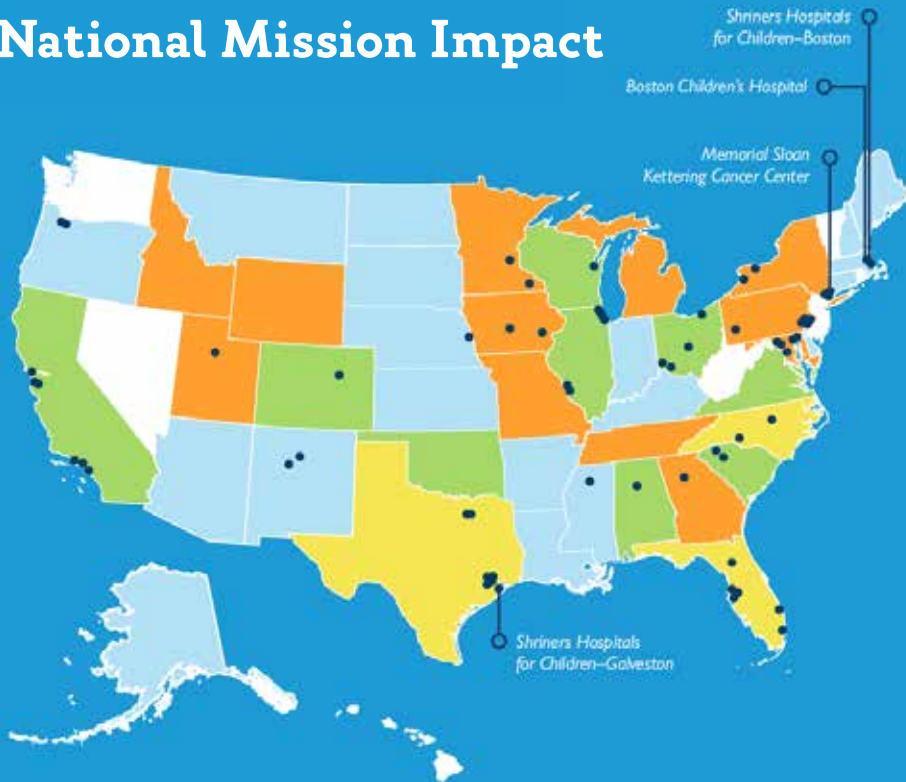 National Mission Impact
Shriners Hospitals
for Children–Boston
Boston Children's Hospital
Memorial Sloan
Kettering Cancer Center
Shriners Hospitals
for Children–Galveston